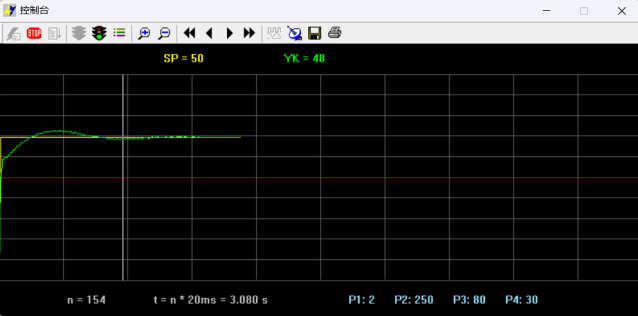 控制台
STOP
SP = 50 YK = 48
n = 154 t = n * 20ms = 3.080 s P1: 2 P2: 250 P3: 80 P4: 30